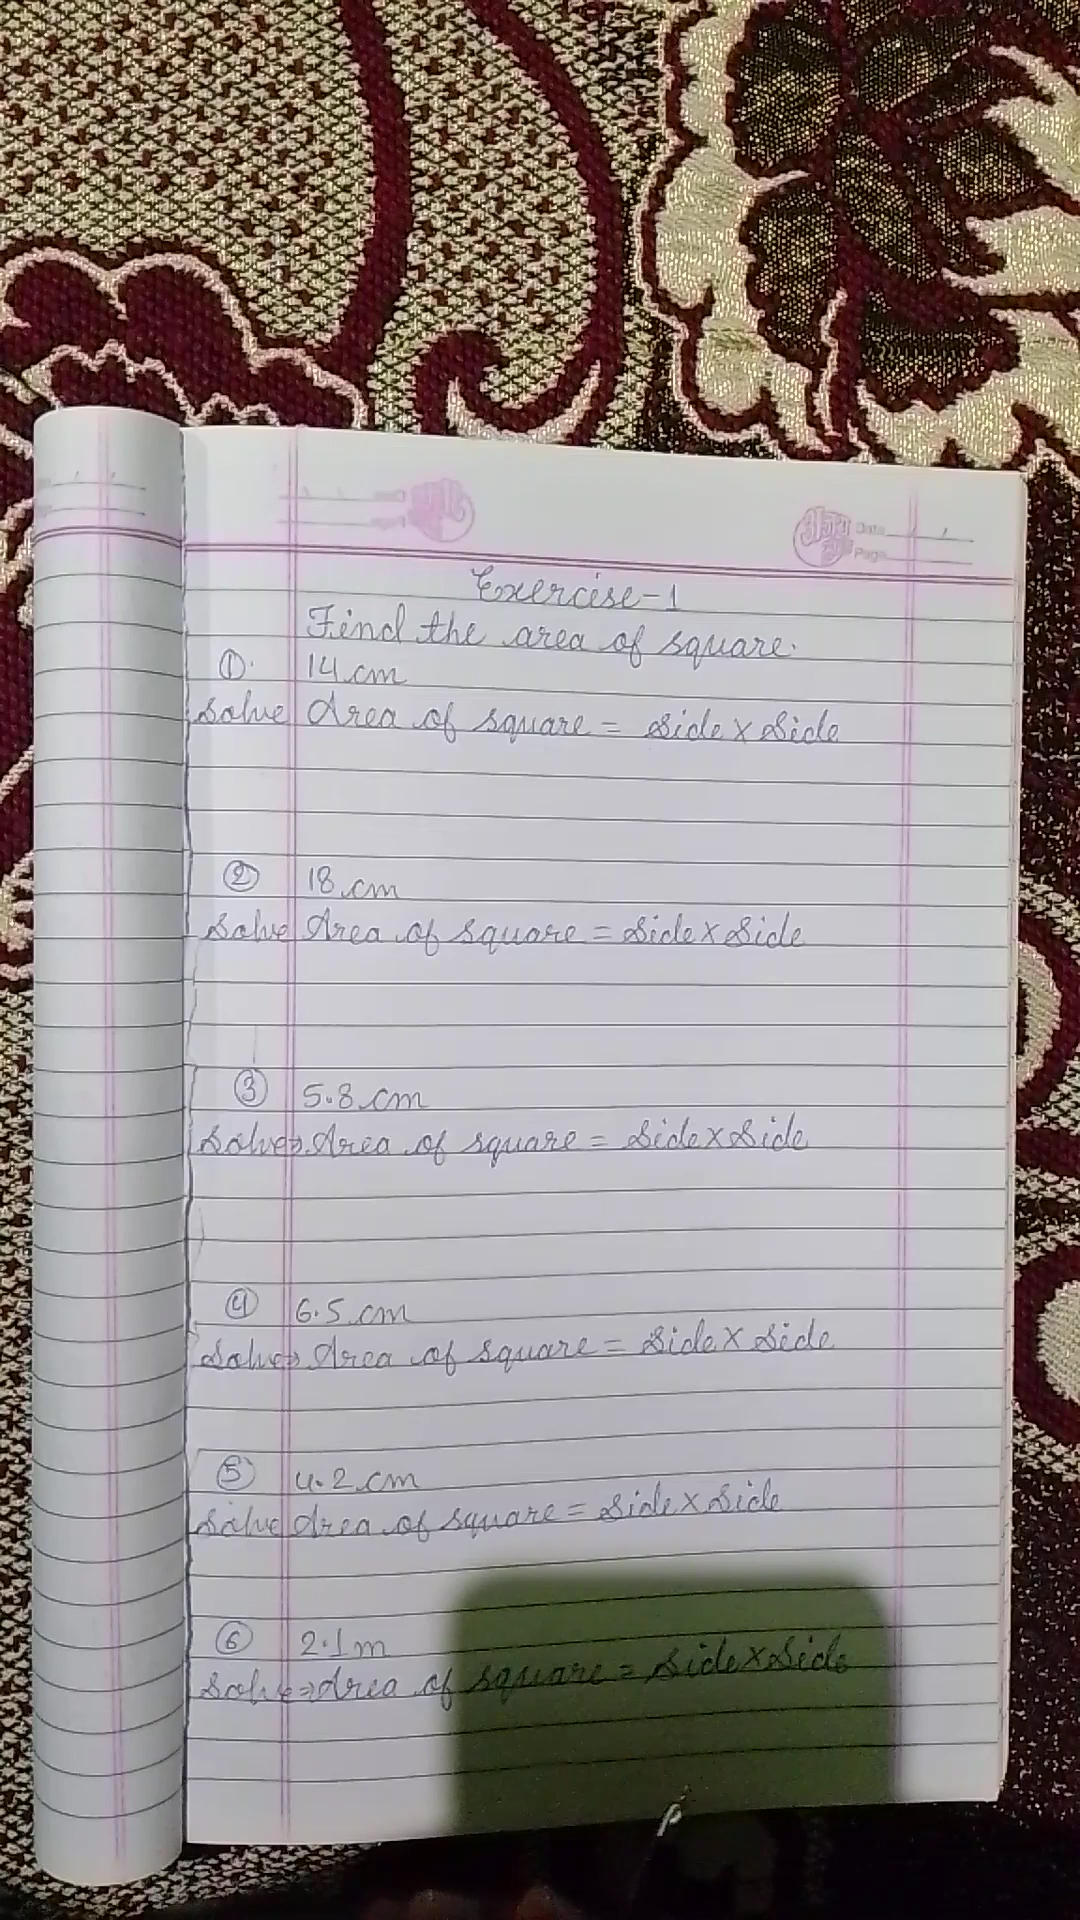 Date
Page
Exercise-1
Find the area of square.
① 14 cm
Solve Area of square = Side x Side
② 18 cm
Solve Area of square = Side x Side
③ 5.8 cm
Solve⇒ Area of square = Side x Side
④ 6.5 cm
Solve⇒ Area of square = Side x Side
⑤ 4.2 cm
Solve Area of square = Side x Side
⑥ 2.1 m
Solve⇒ Area of square = Side x Side